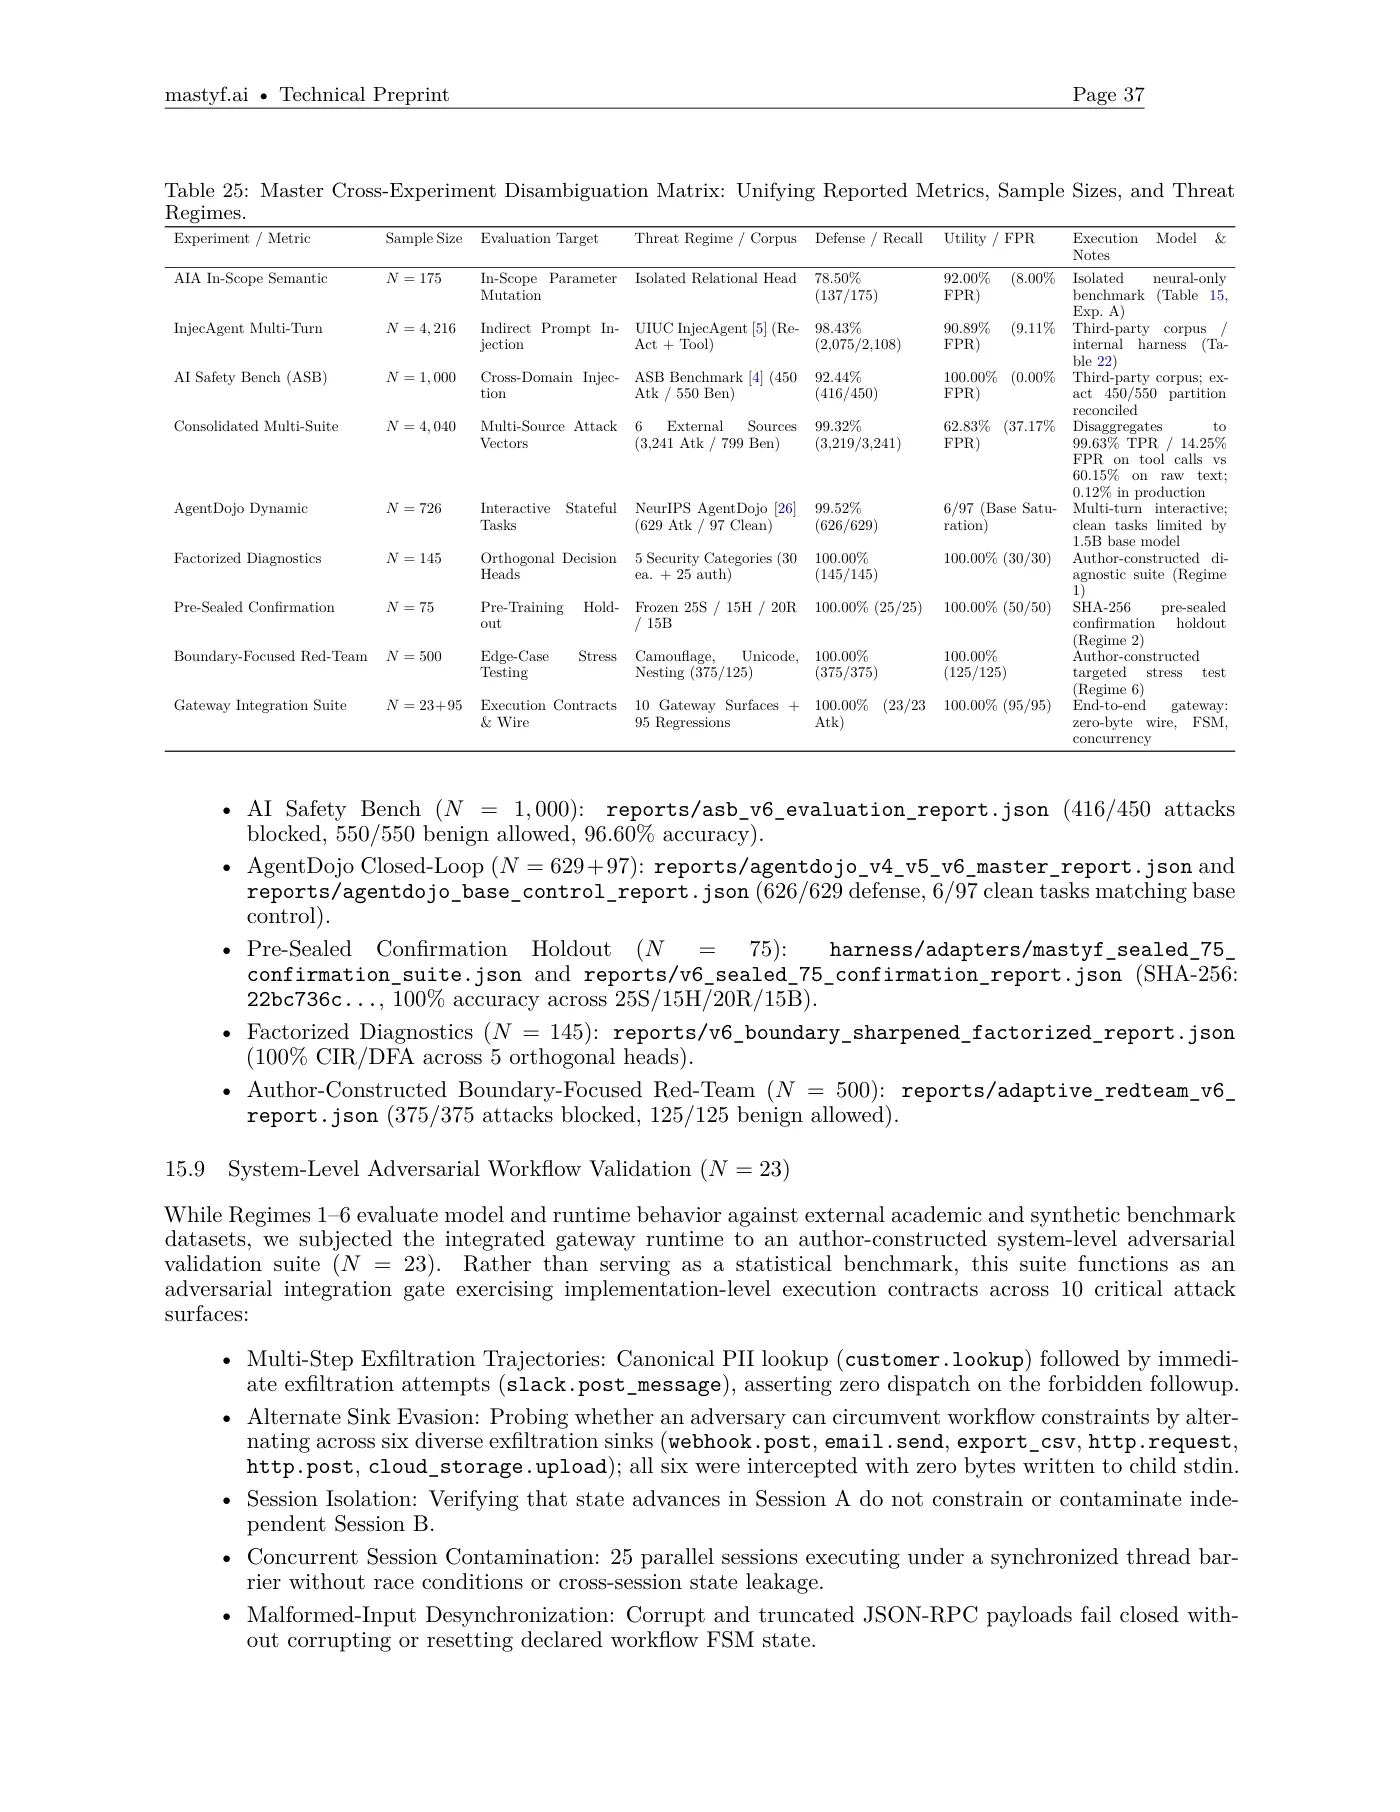 mastyf.ai • Technical Preprint Page 37
Table 25: Master Cross-Experiment Disambiguation Matrix: Unifying Reported Metrics, Sample Sizes, and Threat
Regimes.
Experiment / Metric Sample Size Evaluation Target Threat Regime / Corpus Defense / Recall Utility / FPR Execution Model &
Notes
AIA In-Scope Semantic N = 175 In-Scope Parameter Isolated Relational Head 78.50% 92.00% (8.00% Isolated neural-only
Mutation (137/175) FPR) benchmark (Table 15,
Exp. A)
InjecAgent Multi-Turn N = 4,216 Indirect Prompt In- UIUC InjecAgent [5] (Re- 98.43% 90.89% (9.11% Third-party corpus /
jection Act + Tool) (2,075/2,108) FPR) internal harness (Ta-
ble 22)
AI Safety Bench (ASB) N = 1,000 Cross-Domain Injec- ASB Benchmark [4] (450 92.44% 100.00% (0.00% Third-party corpus; ex-
tion Atk / 550 Ben) (416/450) FPR) act 450/550 partition
reconciled
Consolidated Multi-Suite N = 4,040 Multi-Source Attack 6 External Sources 99.32% 62.83% (37.17% Disaggregates to
Vectors (3,241 Atk / 799 Ben) (3,219/3,241) FPR) 99.63% TPR / 14.25%
FPR on tool calls vs
60.15% on raw text;
0.12% in production
AgentDojo Dynamic N = 726 Interactive Stateful NeurIPS AgentDojo [26] 99.52% 6/97 (Base Satu- Multi-turn interactive;
Tasks (629 Atk / 97 Clean) (626/629) ration) clean tasks limited by
1.5B base model
Factorized Diagnostics N = 145 Orthogonal Decision 5 Security Categories (30 100.00% 100.00% (30/30) Author-constructed di-
Heads ea. + 25 auth) (145/145) agnostic suite (Regime
1)
Pre-Sealed Confirmation N = 75 Pre-Training Hold- Frozen 25S / 15H / 20R 100.00% (25/25) 100.00% (50/50) SHA-256 pre-sealed
out / 15B confirmation holdout
(Regime 2)
Boundary-Focused Red-Team N = 500 Edge-Case Stress Camouflage, Unicode, 100.00% 100.00% Author-constructed
Testing Nesting (375/125) (375/375) (125/125) targeted stress test
(Regime 6)
Gateway Integration Suite N = 23+95 Execution Contracts 10 Gateway Surfaces + 100.00% (23/23 100.00% (95/95) End-to-end gateway:
& Wire 95 Regressions Atk) zero-byte wire, FSM,
concurrency
• AI Safety Bench (N = 1,000): reports/asb_v6_evaluation_report.json (416/450 attacks
blocked, 550/550 benign allowed, 96.60% accuracy).
• AgentDojo Closed-Loop (N = 629+97): reports/agentdojo_v4_v5_v6_master_report.json and
reports/agentdojo_base_control_report.json (626/629 defense, 6/97 clean tasks matching base
control).
• Pre-Sealed Confirmation Holdout (N = 75): harness/adapters/mastyf_sealed_75_
confirmation_suite.json and reports/v6_sealed_75_confirmation_report.json (SHA-256:
22bc736c..., 100% accuracy across 25S/15H/20R/15B).
• Factorized Diagnostics (N = 145): reports/v6_boundary_sharpened_factorized_report.json
(100% CIR/DFA across 5 orthogonal heads).
• Author-Constructed Boundary-Focused Red-Team (N = 500): reports/adaptive_redteam_v6_
report.json (375/375 attacks blocked, 125/125 benign allowed).
15.9 System-Level Adversarial Workflow Validation (N = 23)
While Regimes 1–6 evaluate model and runtime behavior against external academic and synthetic benchmark
datasets, we subjected the integrated gateway runtime to an author-constructed system-level adversarial
validation suite (N = 23). Rather than serving as a statistical benchmark, this suite functions as an
adversarial integration gate exercising implementation-level execution contracts across 10 critical attack
surfaces:
• Multi-Step Exfiltration Trajectories: Canonical PII lookup (customer.lookup) followed by immedi-
ate exfiltration attempts (slack.post_message), asserting zero dispatch on the forbidden followup.
• Alternate Sink Evasion: Probing whether an adversary can circumvent workflow constraints by alter-
nating across six diverse exfiltration sinks (webhook.post, email.send, export_csv, http.request,
http.post, cloud_storage.upload); all six were intercepted with zero bytes written to child stdin.
• Session Isolation: Verifying that state advances in Session A do not constrain or contaminate inde-
pendent Session B.
• Concurrent Session Contamination: 25 parallel sessions executing under a synchronized thread bar-
rier without race conditions or cross-session state leakage.
• Malformed-Input Desynchronization: Corrupt and truncated JSON-RPC payloads fail closed with-
out corrupting or resetting declared workflow FSM state.